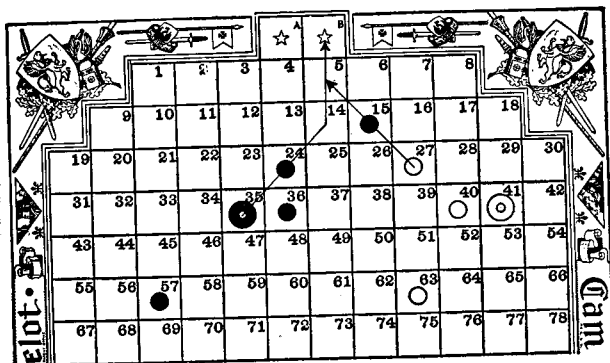 A B
1 2 3 4 5 6 7 8
9 10 11 12 13 14 15 16 17 18
19 20 21 22 23 24 25 26 27 28 29 30
31 32 33 34 35 36 37 38 39 40 41 42
43 44 45 46 47 48 49 50 51 52 53 54
55 56 57 58 59 60 61 62 63 64 65 66
67 68 69 70 71 72 73 74 75 76 77 78
elot
Cam